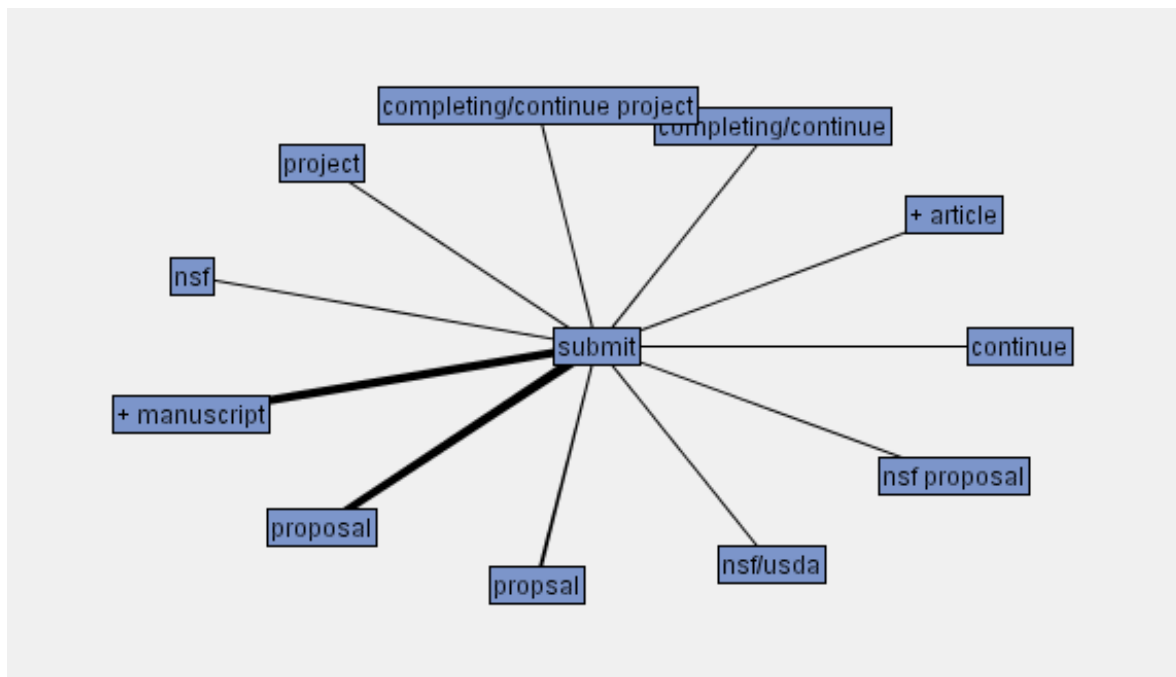 completing/continue project
completing/continue
project
+ article
nsf
submit
continue
+ manuscript
nsf proposal
proposal
nsf/usda
propsal